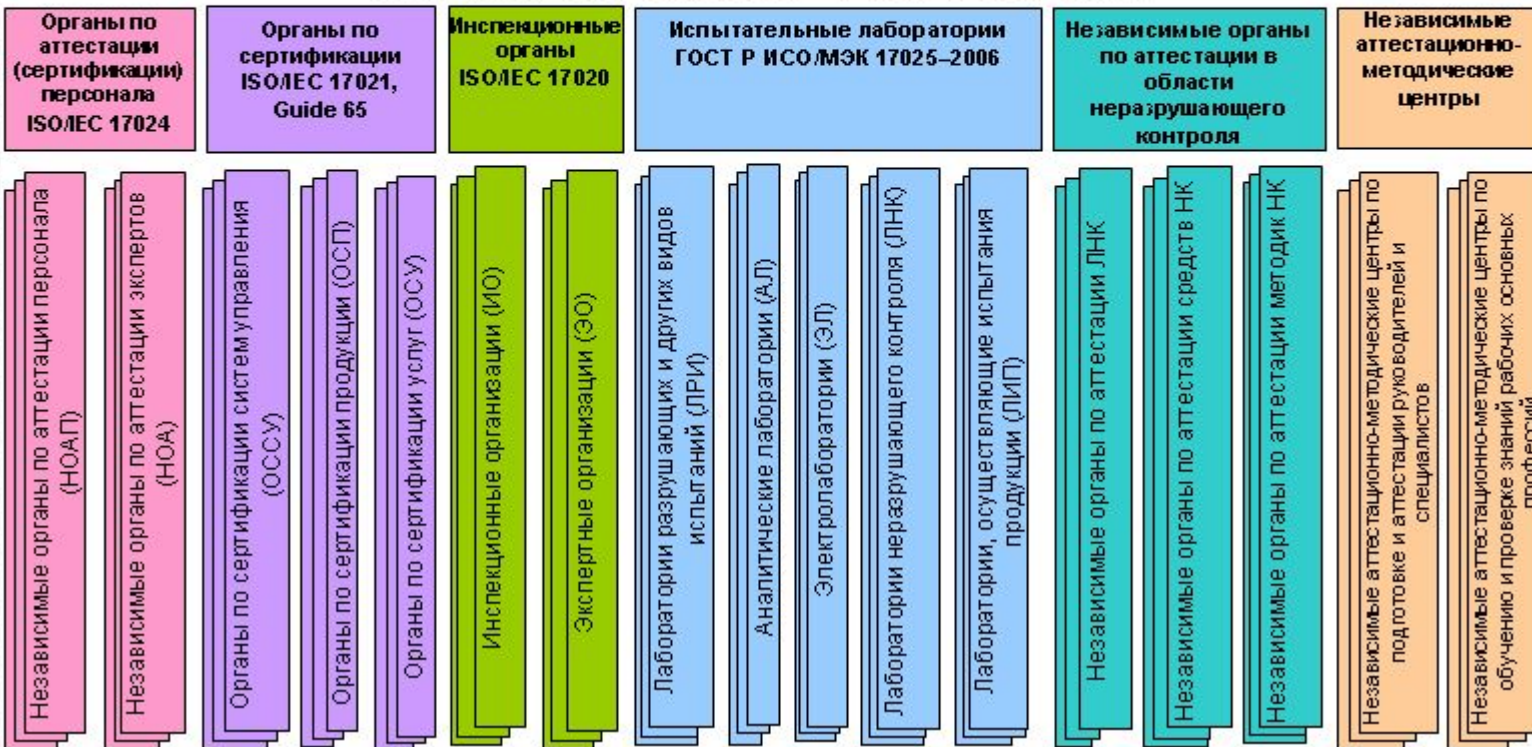 Органы по
аттестации
(сертификации)
персонала
ISO/IEC 17024
Органы по
сертификации
ISO/IEC 17021,
Guide 65
Инспекционные
органы
ISO/IEC 17020
Испытательные лаборатории
ГОСТ Р ИСО/МЭК 17025–2006
Независимые органы
по аттестации в
области
неразрушающего
контроля
Независимые
аттестационно-
методические
центры
Независимые органы по аттестации персонала
(НОАП)
Независимые органы по аттестации экспертов
(НОА)
Органы по сертификации систем управления
(ОССУ)
Органы по сертификации продукции (ОСП)
Органы по сертификации услуг (ОСУ)
Инспекционные организации (ИО)
Экспертные организации (ЭО)
Лаборатории разрушающих и других видов
испытаний (ЛРИ)
Аналитические лаборатории (АЛ)
Электролаборатории (ЭЛ)
Лаборатории неразрушающего контроля (ЛНК)
Лаборатории, осуществляющие испытания
продукции (ЛИП)
Независимые органы по аттестации ЛНК
Независимые органы по аттестации средств НК
Независимые органы по аттестации методик НК
Независимые аттестационно-методические центры по
подготовке и аттестации руководителей и
специалистов
Независимые аттестационно-методические центры по
обучению и проверке знаний рабочих основных
профессий